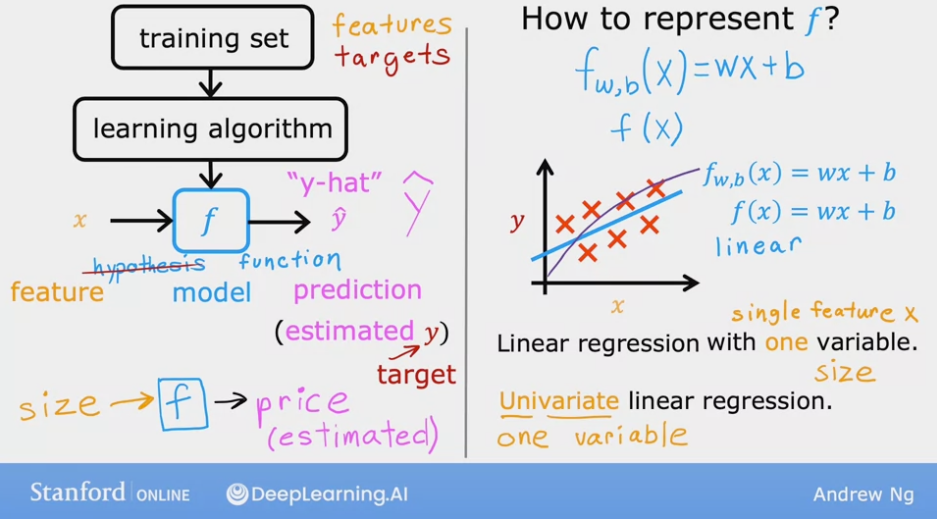 training set
features
targets
learning algorithm
"y-hat"
x
f
ŷ
ŷ
hypothesis
function
feature
model
prediction
(estimated y)
target
size → f → price
(estimated)
How to represent f?
f_{w,b}(x) = wx + b
f(x)
y
x
f_{w,b}(x) = wx + b
f(x) = wx + b
linear
single feature x
Linear regression with one variable.
size
Univariate linear regression.
one variable
Stanford ONLINE
DeepLearning.AI
Andrew Ng